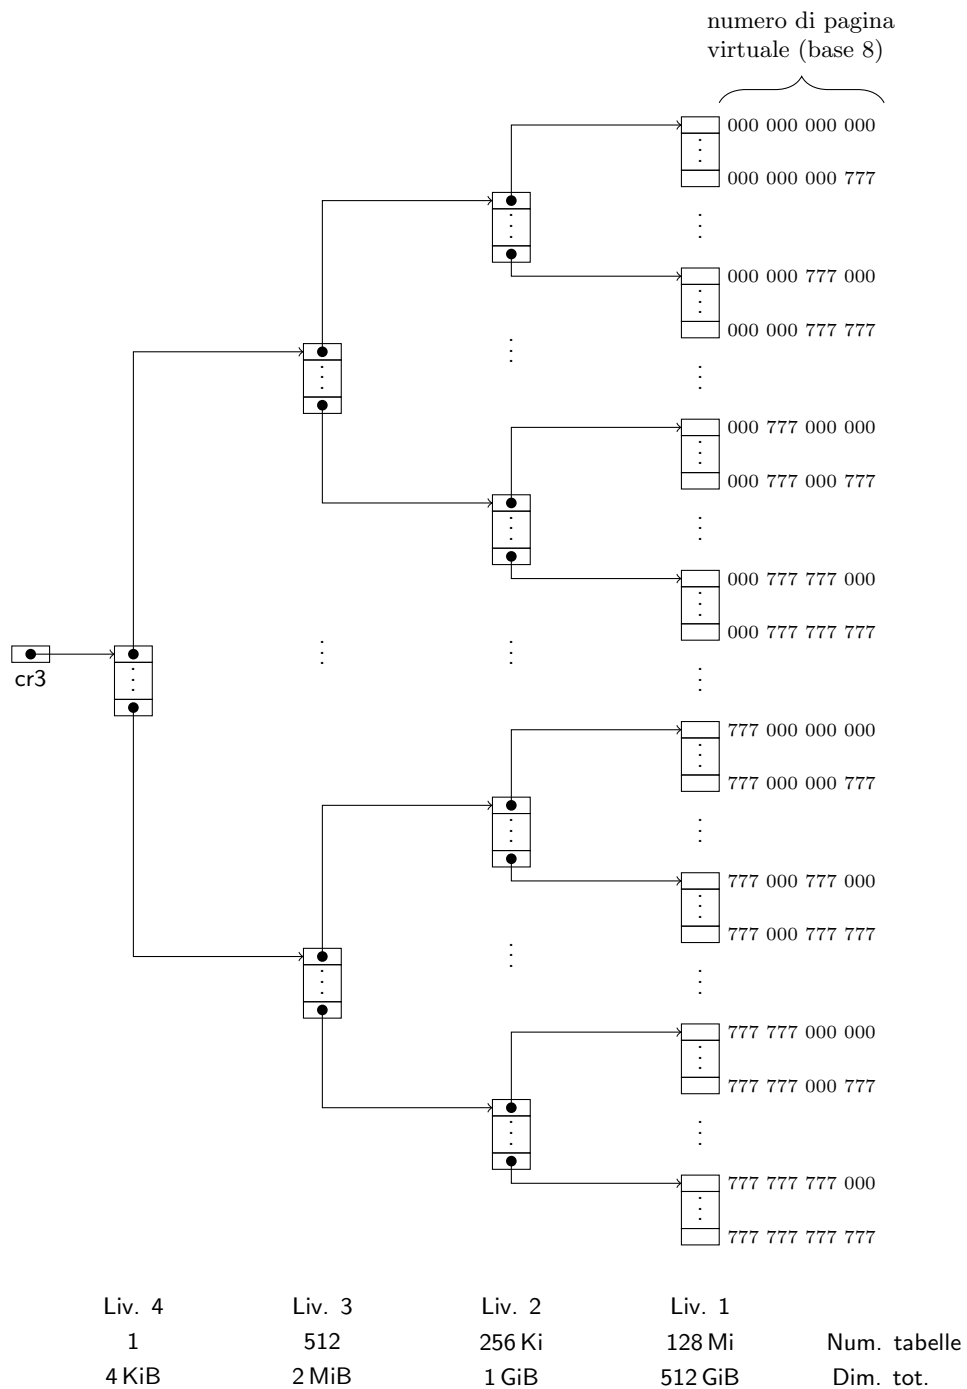 numero di pagina
virtuale (base 8)
000 000 000 000
000 000 000 777
000 000 777 000
000 000 777 777
000 777 000 000
000 777 000 777
000 777 777 000
000 777 777 777
cr3
777 000 000 000
777 000 000 777
777 000 777 000
777 000 777 777
777 777 000 000
777 777 000 777
777 777 777 000
777 777 777 777
Liv. 4 Liv. 3 Liv. 2 Liv. 1
1 512 256 Ki 128 Mi Num. tabelle
4 KiB 2 MiB 1 GiB 512 GiB Dim. tot.